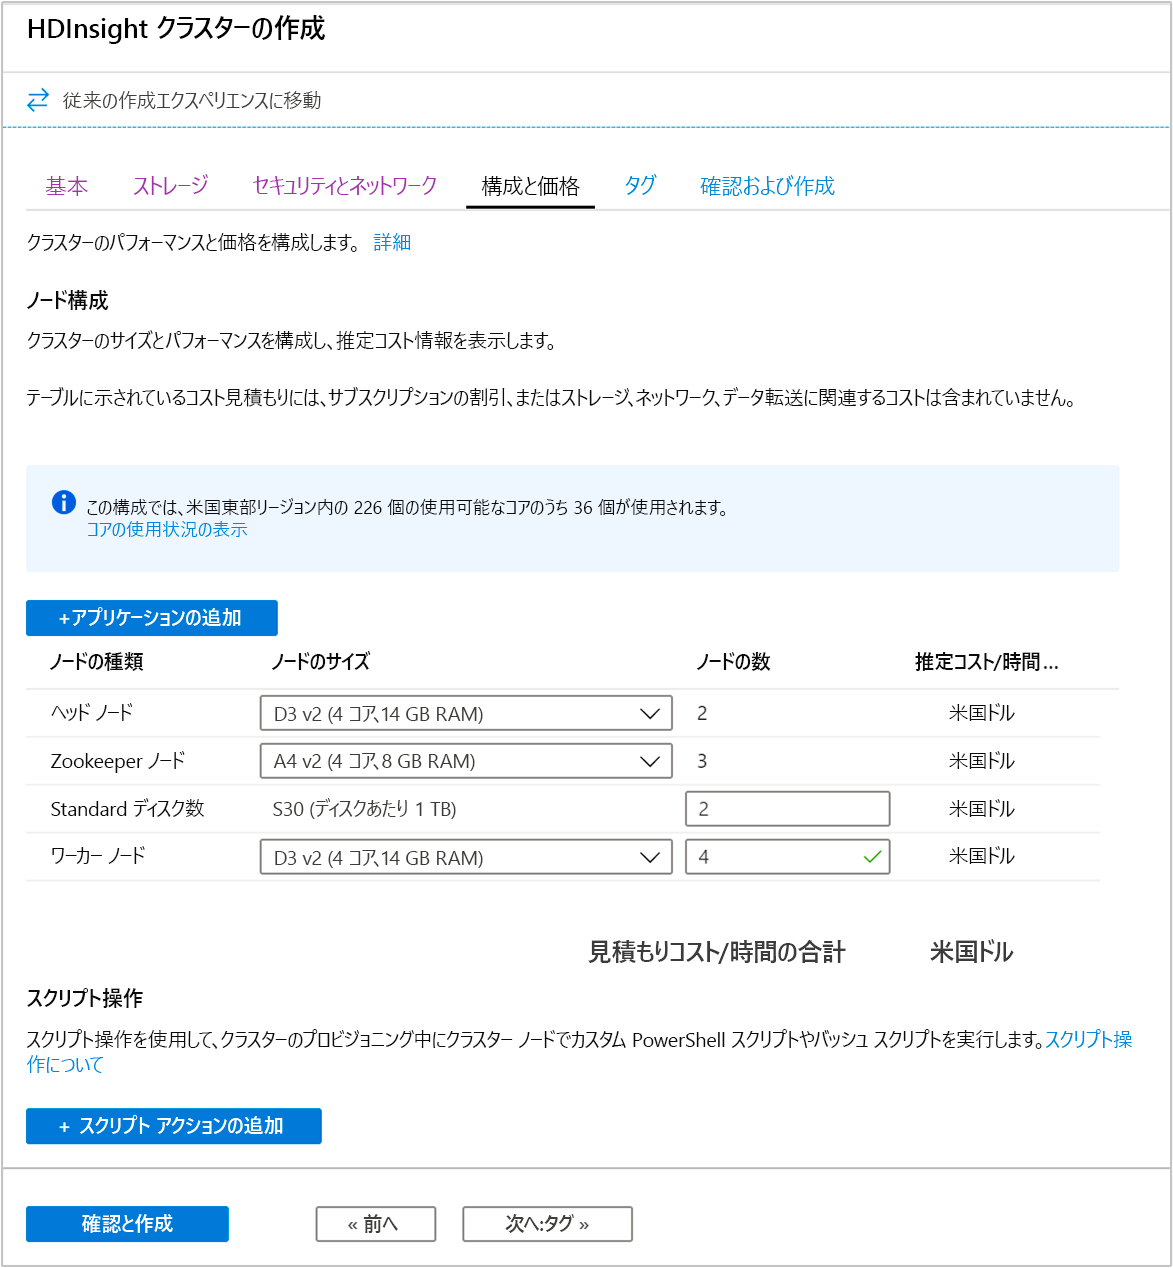 HDInsight クラスターの作成
従来の作成エクスペリエンスに移動
基本 ストレージ セキュリティとネットワーク 構成と価格 タグ 確認および作成
クラスターのパフォーマンスと価格を構成します。 詳細
ノード構成
クラスターのサイズとパフォーマンスを構成し、推定コスト情報を表示します。
テーブルに示されているコスト見積もりには、サブスクリプションの割引、またはストレージ、ネットワーク、データ転送に関連するコストは含まれていません。
この構成では、米国東部リージョン内の 226 個の使用可能なコアのうち 36 個が使用されます。
コアの使用状況の表示
+アプリケーションの追加
ノードの種類 ノードのサイズ ノードの数 推定コスト/時間...
ヘッド ノード D3 v2 (4 コア、14 GB RAM) 2 米国ドル
Zookeeper ノード A4 v2 (4 コア、8 GB RAM) 3 米国ドル
Standard ディスク数 S30 (ディスクあたり 1 TB) 2 米国ドル
ワーカー ノード D3 v2 (4 コア、14 GB RAM) 4 米国ドル
見積もりコスト/時間の合計 米国ドル
スクリプト操作
スクリプト操作を使用して、クラスターのプロビジョニング中にクラスター ノードでカスタム PowerShell スクリプトやバッシュ スクリプトを実行します。スクリプト操
作について
+ スクリプト アクションの追加
確認と作成 « 前へ 次へ:タグ »